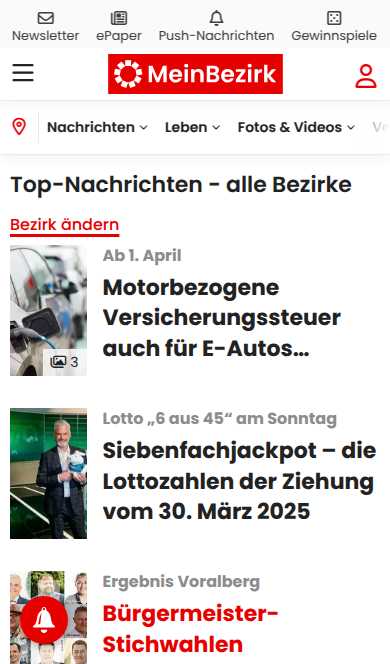 Newsletter ePaper Push-Nachrichten Gewinnspiele
MeinBezirk
Nachrichten Leben Fotos & Videos
Top-Nachrichten - alle Bezirke
Bezirk ändern
Ab 1. April
Motorbezogene
Versicherungssteuer
auch für E-Autos...
3
Lotto „6 aus 45“ am Sonntag
Siebenfachjackpot – die
Lottozahlen der Ziehung
vom 30. März 2025
Ergebnis Voralberg
Bürgermeister-
Stichwahlen